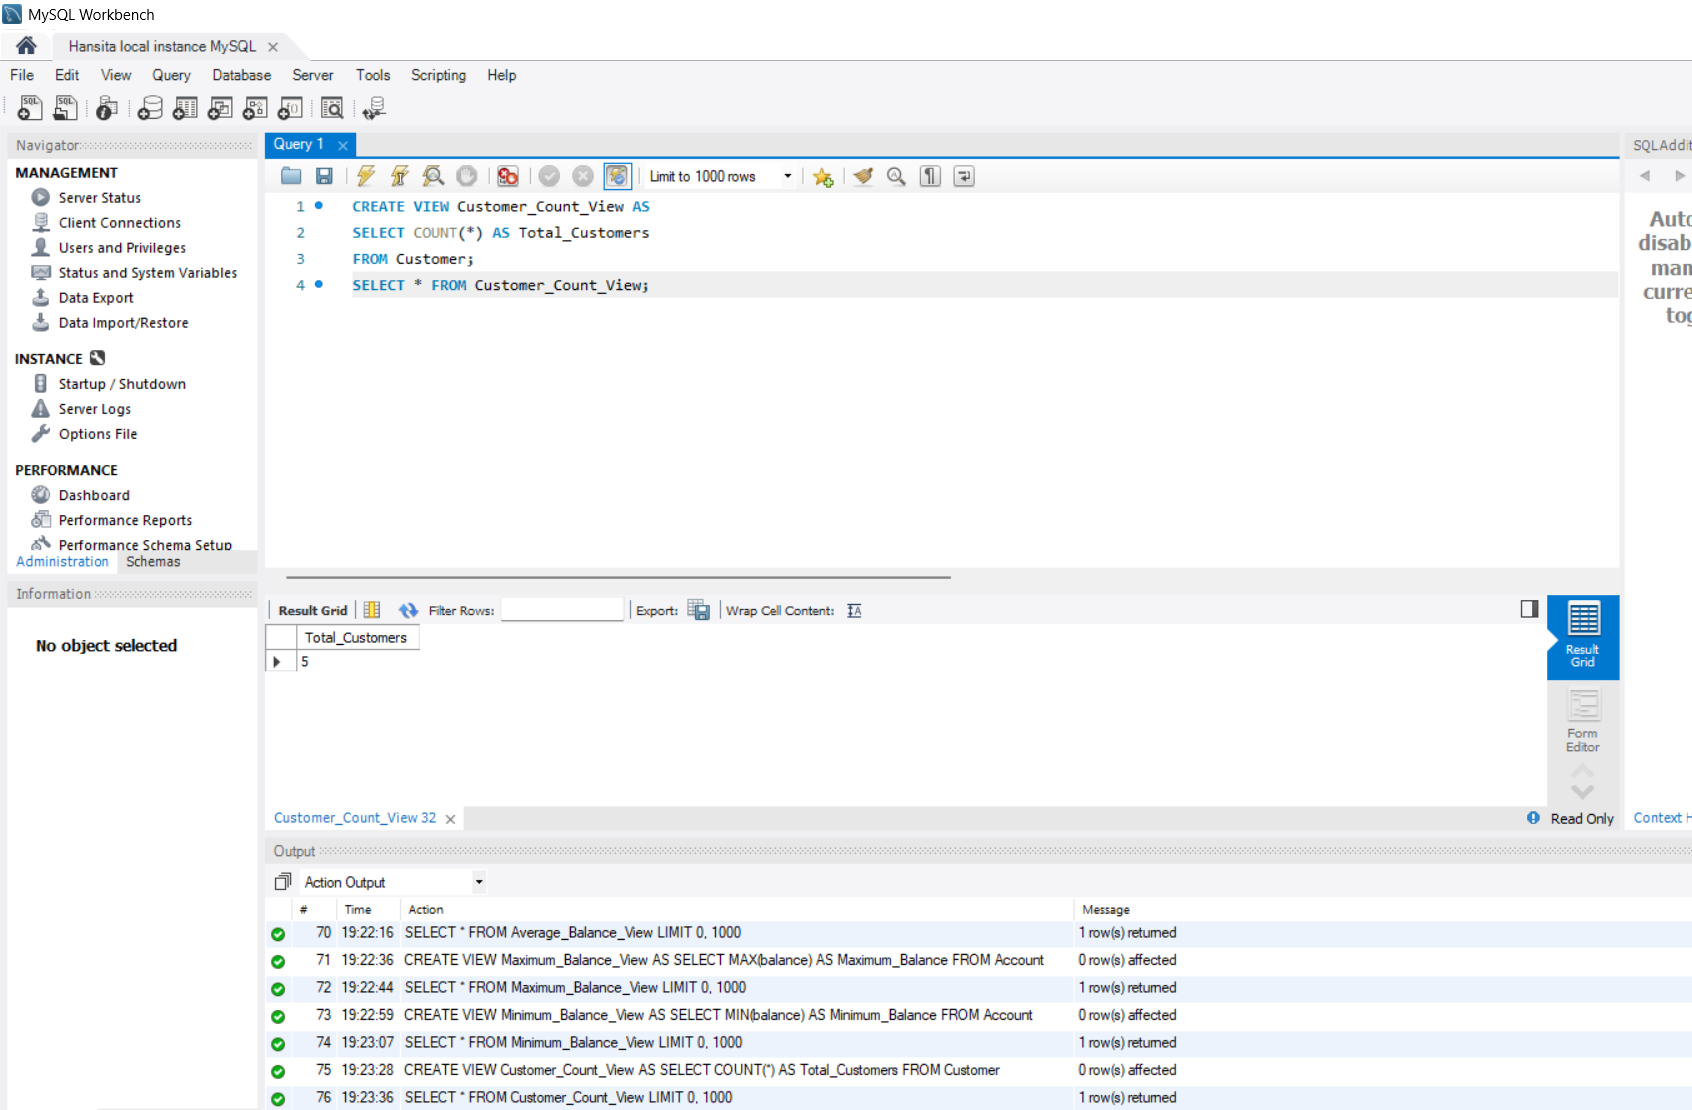 MySQL Workbench
Hansita local instance MySQL
File Edit View Query Database Server Tools Scripting Help
Navigator
MANAGEMENT
Server Status
Client Connections
Users and Privileges
Status and System Variables
Data Export
Data Import/Restore
INSTANCE
Startup / Shutdown
Server Logs
Options File
PERFORMANCE
Dashboard
Performance Reports
Performance Schema Setup
Administration Schemas
Information
No object selected
Query 1
Limit to 1000 rows
1 CREATE VIEW Customer_Count_View AS
2 SELECT COUNT(*) AS Total_Customers
3 FROM Customer;
4 SELECT * FROM Customer_Count_View;
Result Grid Filter Rows: Export: Wrap Cell Content:
Total_Customers
5
Result
Grid
Form
Editor
Customer_Count_View 32
Read Only
Output
Action Output
# Time Action Message
70 19:22:16 SELECT * FROM Average_Balance_View LIMIT 0, 1000 1 row(s) returned
71 19:22:36 CREATE VIEW Maximum_Balance_View AS SELECT MAX(balance) AS Maximum_Balance FROM Account 0 row(s) affected
72 19:22:44 SELECT * FROM Maximum_Balance_View LIMIT 0, 1000 1 row(s) returned
73 19:22:59 CREATE VIEW Minimum_Balance_View AS SELECT MIN(balance) AS Minimum_Balance FROM Account 0 row(s) affected
74 19:23:07 SELECT * FROM Minimum_Balance_View LIMIT 0, 1000 1 row(s) returned
75 19:23:28 CREATE VIEW Customer_Count_View AS SELECT COUNT(*) AS Total_Customers FROM Customer 0 row(s) affected
76 19:23:36 SELECT * FROM Customer_Count_View LIMIT 0, 1000 1 row(s) returned
SQLAddit
Auto
disab
man
curre
tog
Context H